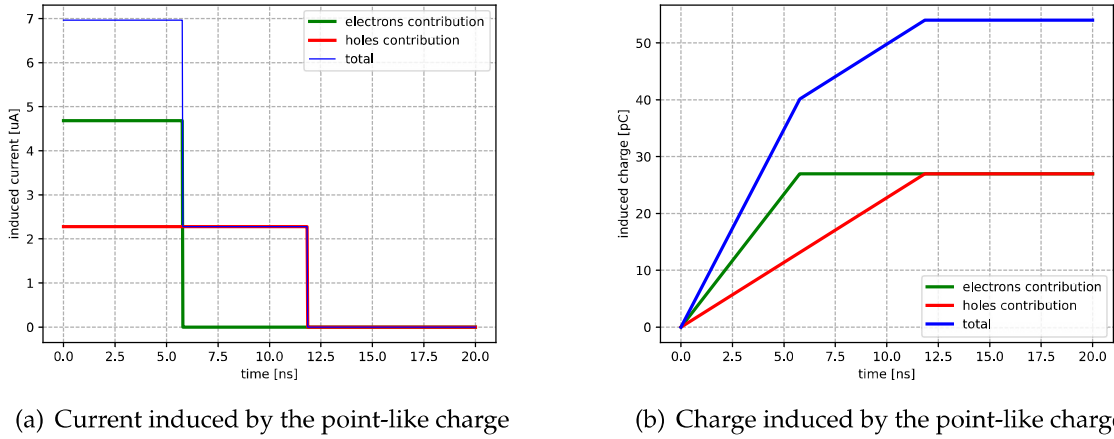 7
6
5
4
3
2
1
0
induced current [uA]
electrons contribution
holes contribution
total
0.0 2.5 5.0 7.5 10.0 12.5 15.0 17.5 20.0
time [ns]
(a) Current induced by the point-like charge
50
40
30
20
10
0
induced charge [pC]
electrons contribution
holes contribution
total
0.0 2.5 5.0 7.5 10.0 12.5 15.0 17.5 20.0
time [ns]
(b) Charge induced by the point-like charg